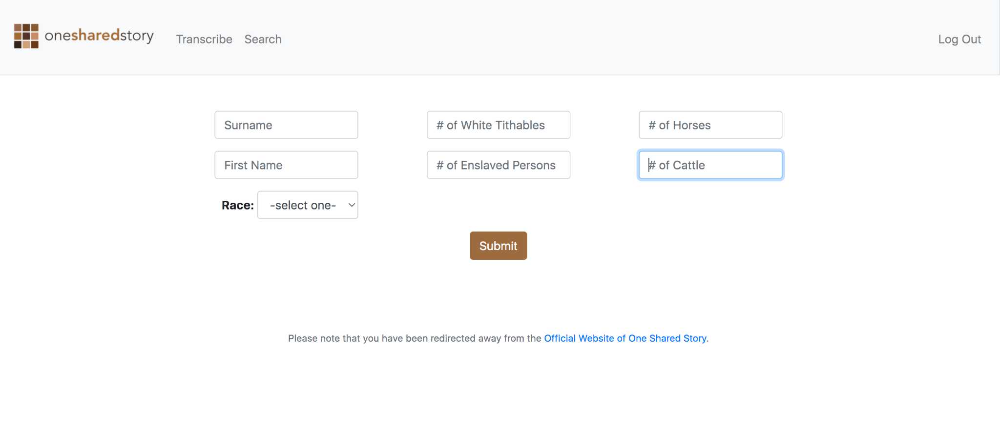 onesharedstory Transcribe Search Log Out
Surname # of White Tithables # of Horses
First Name # of Enslaved Persons # of Cattle
Race: -select one-
Submit
Please note that you have been redirected away from the Official Website of One Shared Story.